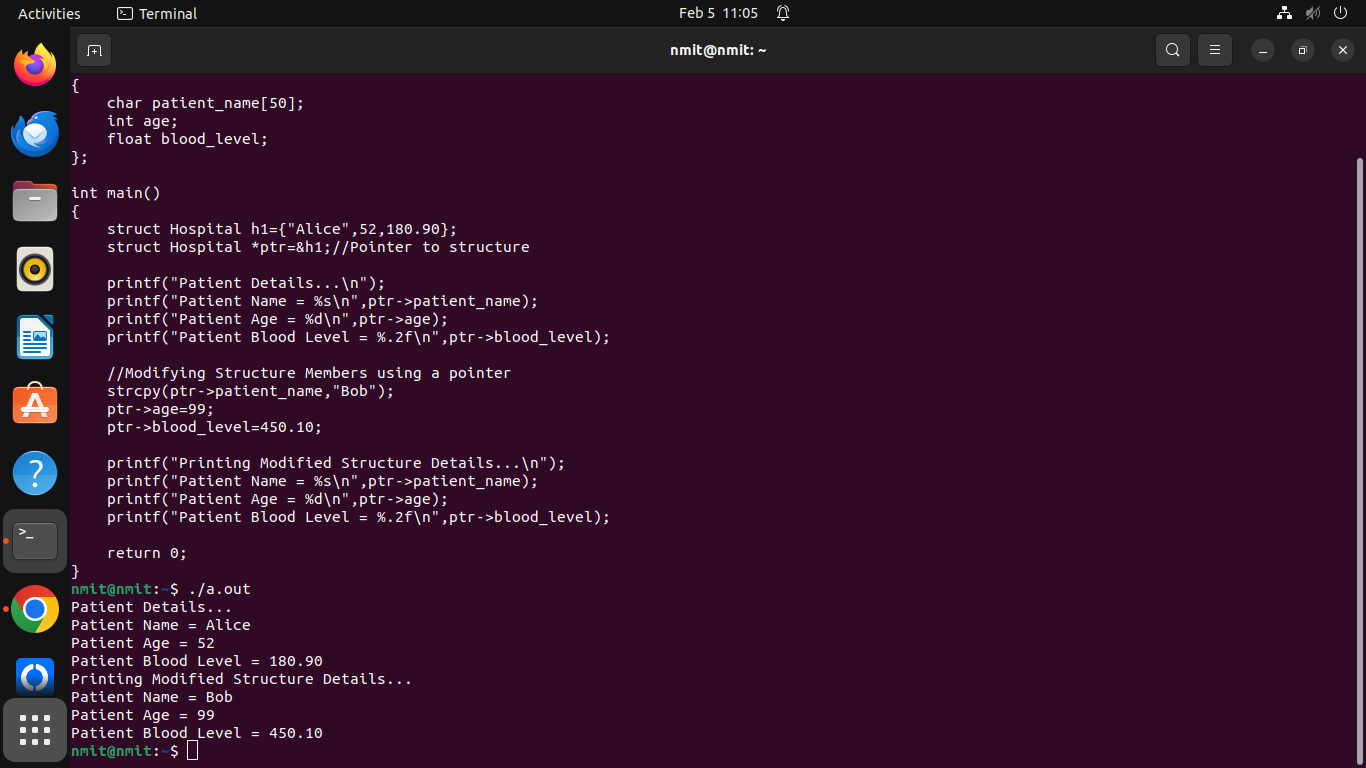 Activities
Terminal
Feb 5 11:05
nmit@nmit: ~
{
    char patient_name[50];
    int age;
    float blood_level;
};

int main()
{
    struct Hospital h1={"Alice",52,180.90};
    struct Hospital *ptr=&h1;//Pointer to structure

    printf("Patient Details...\n");
    printf("Patient Name = %s\n",ptr->patient_name);
    printf("Patient Age = %d\n",ptr->age);
    printf("Patient Blood Level = %.2f\n",ptr->blood_level);

    //Modifying Structure Members using a pointer
    strcpy(ptr->patient_name,"Bob");
    ptr->age=99;
    ptr->blood_level=450.10;

    printf("Printing Modified Structure Details...\n");
    printf("Patient Name = %s\n",ptr->patient_name);
    printf("Patient Age = %d\n",ptr->age);
    printf("Patient Blood Level = %.2f\n",ptr->blood_level);

    return 0;
}
nmit@nmit:~$ ./a.out
Patient Details...
Patient Name = Alice
Patient Age = 52
Patient Blood Level = 180.90
Printing Modified Structure Details...
Patient Name = Bob
Patient Age = 99
Patient Blood Level = 450.10
nmit@nmit:~$